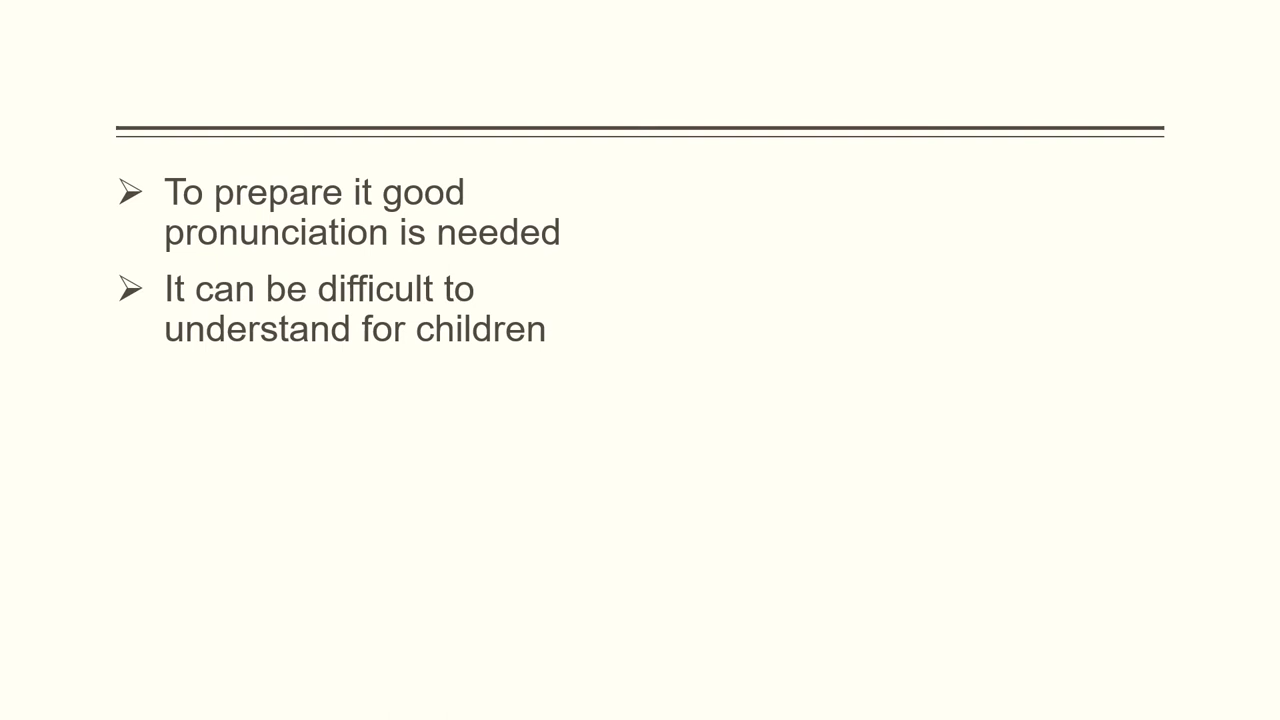 To prepare it good
pronunciation is needed
It can be difficult to
understand for children